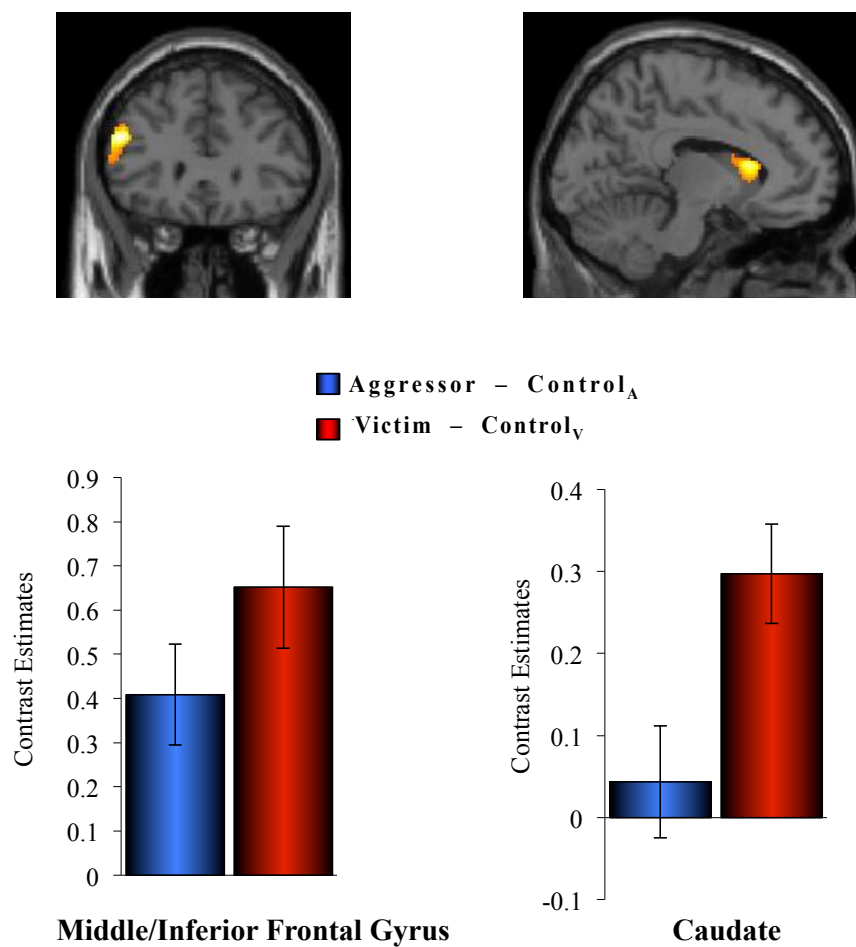 Aggressor – Control_A
Victim – Control_V
Contrast Estimates
0.9
0.8
0.7
0.6
0.5
0.4
0.3
0.2
0.1
0
Middle/Inferior Frontal Gyrus
Contrast Estimates
0.4
0.3
0.2
0.1
0
-0.1
Caudate